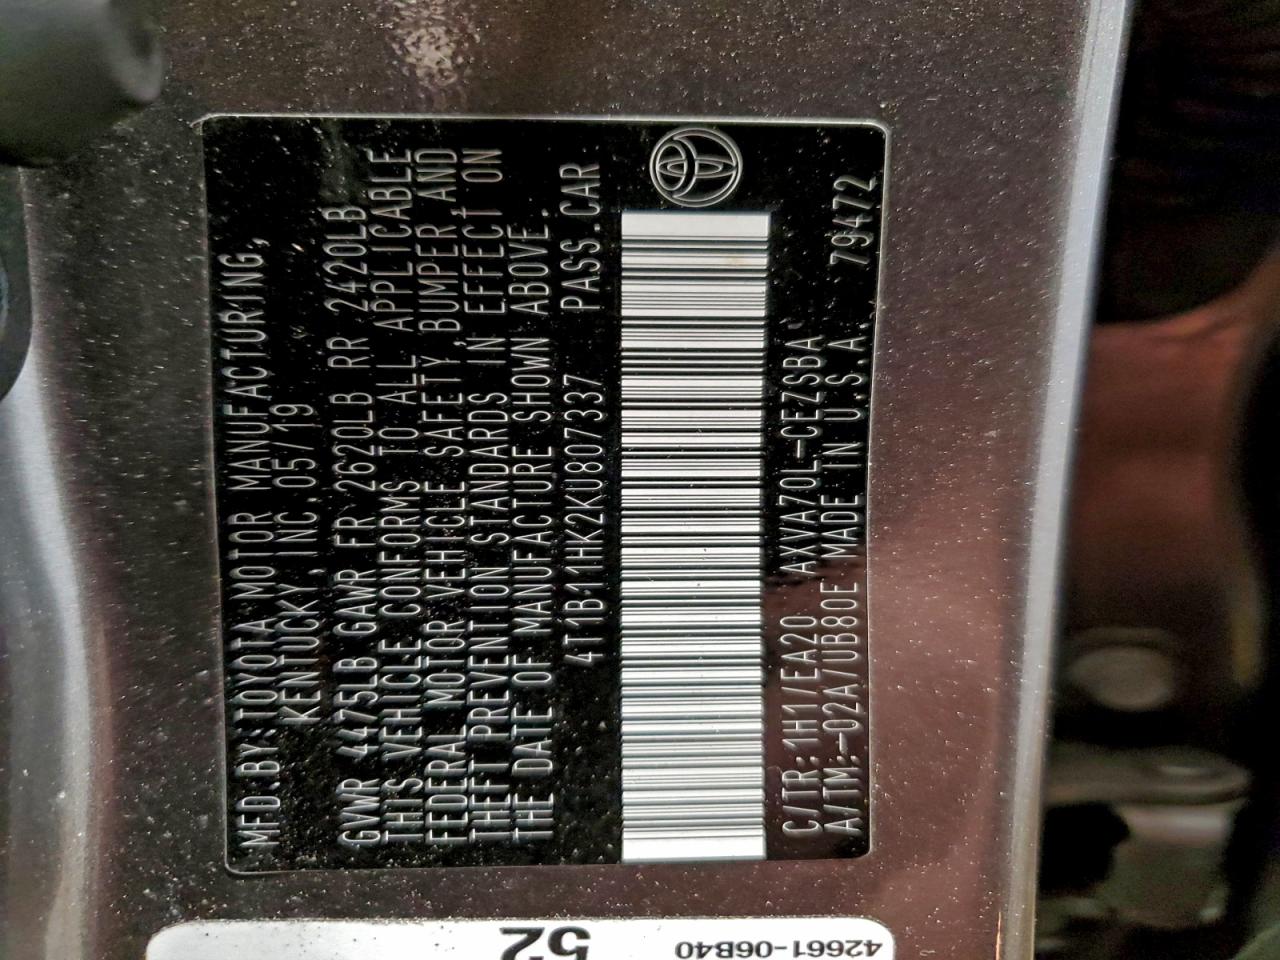 MFD.BY:TOYOTA MOTOR MANUFACTURING,
KENTUCKY,INC.05/19
GVWR 4475LB GAWR FR 2620LB RR 2420LB
THIS VEHICLE CONFORMS TO ALL APPLICABLE
FEDERAL MOTOR VEHICLE SAFETY,BUMPER AND
THEFT PREVENTION STANDARDS IN EFFECT ON
THE DATE OF MANUFACTURE SHOWN ABOVE.
4T1B11HK2KU807337 PASS.CAR
C/TR:1H1/EA20 AXVA70L-CEZSBA
A/TM:-02A/UB80E MADE IN U.S.A. 79472
52
42661-06B40